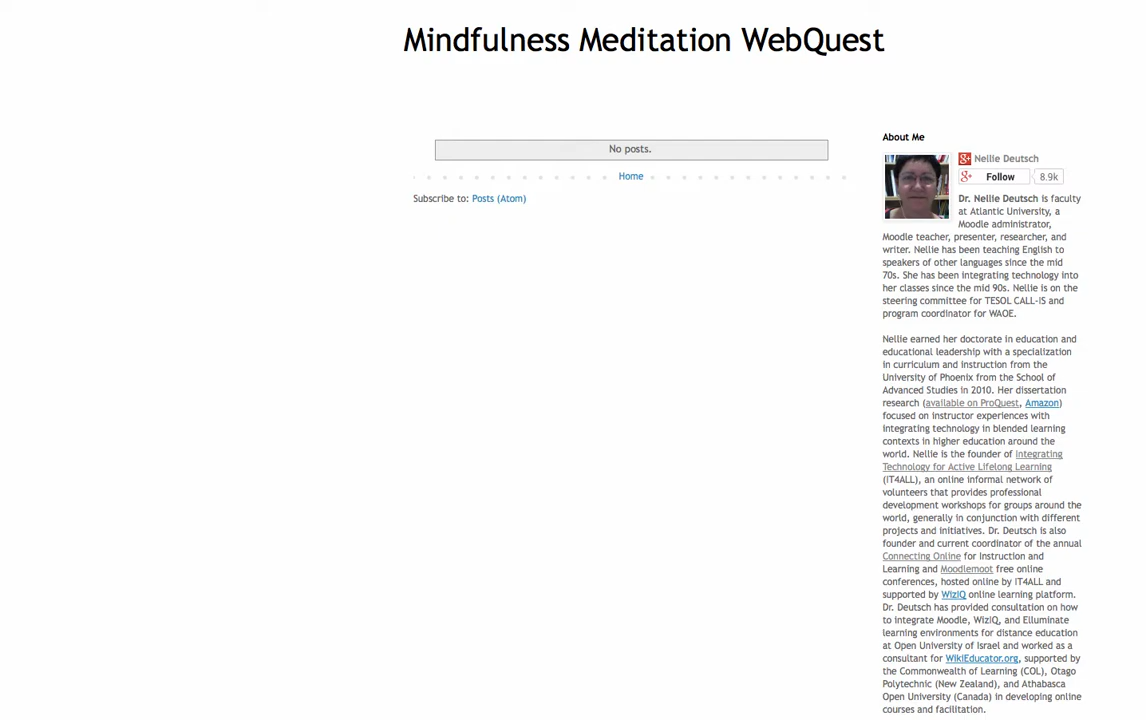 Mindfulness Meditation WebQuest
No posts.
Home
Subscribe to: Posts (Atom)
About Me
Nellie Deutsch
Follow 8.9k
Dr. Nellie Deutsch is faculty
at Atlantic University, a
Moodle administrator,
Moodle teacher, presenter, researcher, and
writer. Nellie has been teaching English to
speakers of other languages since the mid
70s. She has been integrating technology into
her classes since the mid 90s. Nellie is on the
steering committee for TESOL CALL-IS and
program coordinator for WAOE.
Nellie earned her doctorate in education and
educational leadership with a specialization
in curriculum and instruction from the
University of Phoenix from the School of
Advanced Studies in 2010. Her dissertation
research (available on ProQuest, Amazon)
focused on instructor experiences with
integrating technology in blended learning
contexts in higher education around the
world. Nellie is the founder of Integrating
Technology for Active Lifelong Learning
(IT4ALL), an online informal network of
volunteers that provides professional
development workshops for groups around the
world, generally in conjunction with different
projects and initiatives. Dr. Deutsch is also
founder and current coordinator of the annual
Connecting Online for Instruction and
Learning and Moodlemoot free online
conferences, hosted online by IT4ALL and
supported by WiziQ online learning platform.
Dr. Deutsch has provided consultation on how
to integrate Moodle, WiziQ, and Elluminate
learning environments for distance education
at Open University of Israel and worked as a
consultant for WikiEducator.org, supported by
the Commonwealth of Learning (COL), Otago
Polytechnic (New Zealand), and Athabasca
Open University (Canada) in developing online
courses and facilitation.